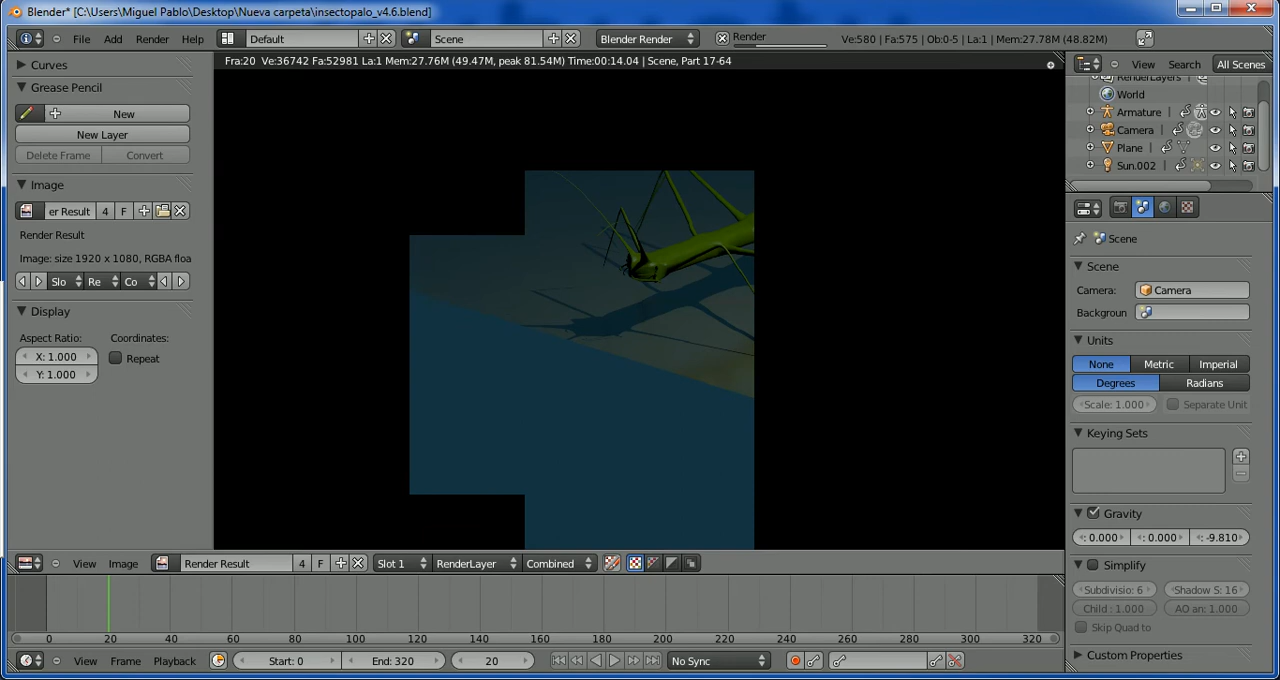 Blender* [C:\Users\Miguel Pablo\Desktop\Nueva carpeta\insectopalo_v4.6.blend]
File Add Render Help Default Scene Blender Render Render Ve:580 | Fa:575 | Ob:0-5 | La:1 | Mem:27.78M (48.82M)
Fra:20 Ve:36742 Fa:52981 La:1 Mem:27.76M (49.47M, peak 81.54M) Time:00:14.04 | Scene, Part 17-64
Curves
Grease Pencil
New
New Layer
Delete Frame Convert
Image
er Result 4 F
Render Result
Image: size 1920 x 1080, RGBA floa
Slo Re Co
Display
Aspect Ratio: Coordinates:
X: 1.000 Repeat
Y: 1.000
View Search All Scenes
RenderLayers
World
Armature
Camera
Plane
Sun.002
Scene
Scene
Camera: Camera
Backgroun
Units
None Metric Imperial
Degrees Radians
Scale: 1.000 Separate Unit
Keying Sets
Gravity
: 0.000 : 0.000 : -9.810
Simplify
Subdivisio: 6 Shadow S: 16
Child : 1.000 AO an: 1.000
Skip Quad to
Custom Properties
View Image Render Result 4 F Slot 1 RenderLayer Combined
0 20 40 60 80 100 120 140 160 180 200 220 240 260 280 300 320
View Frame Playback Start: 0 End: 320 20 No Sync